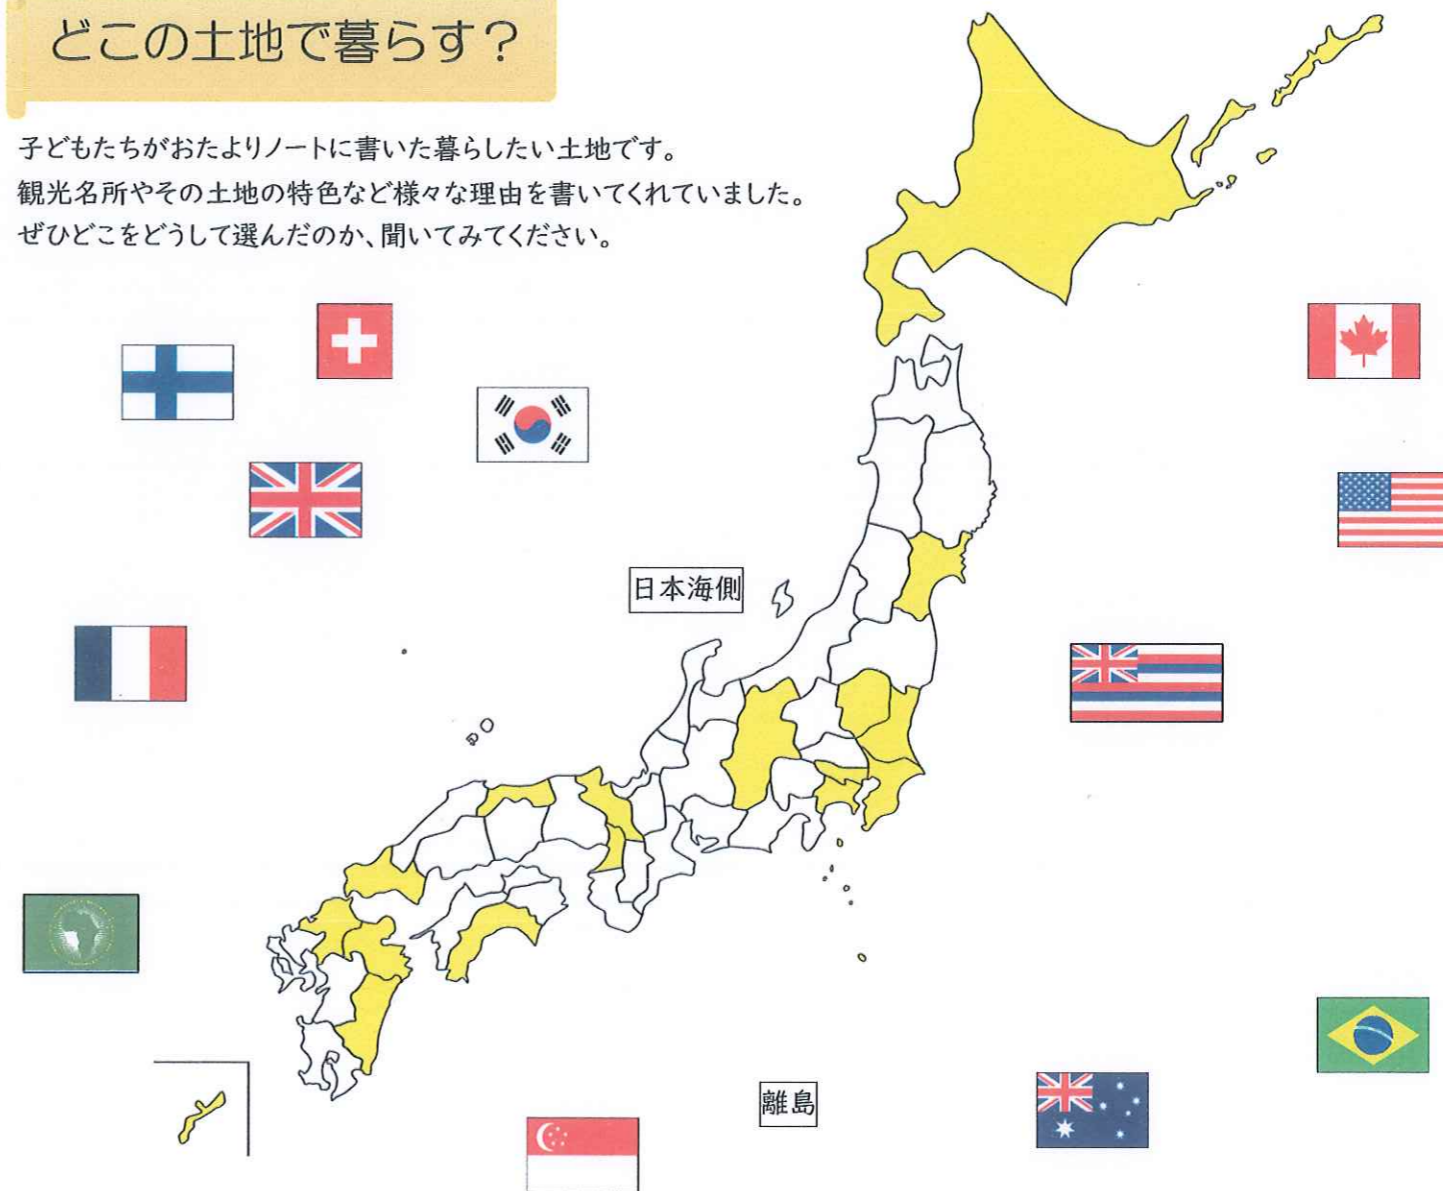 どこの土地で暮らす？
子どもたちがおたよりノートに書いた暮らしたい土地です。
観光名所やその土地の特色など様々な理由を書いてくれていました。
ぜひどこをどうして選んだのか、聞いてみてください。
日本海側
離島